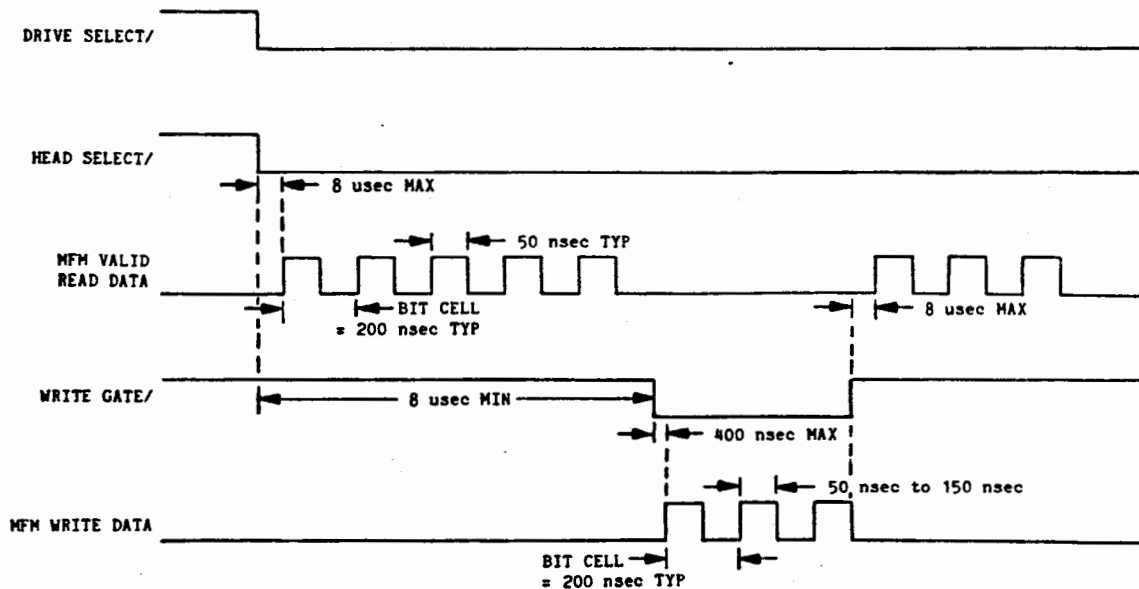 DRIVE SELECT/
HEAD SELECT/
8 usec MAX
MFM VALID
READ DATA
50 nsec TYP
BIT CELL
= 200 nsec TYP
8 usec MAX
WRITE GATE/
8 usec MIN
400 nsec MAX
MFM WRITE DATA
50 nsec to 150 nsec
BIT CELL
= 200 nsec TYP